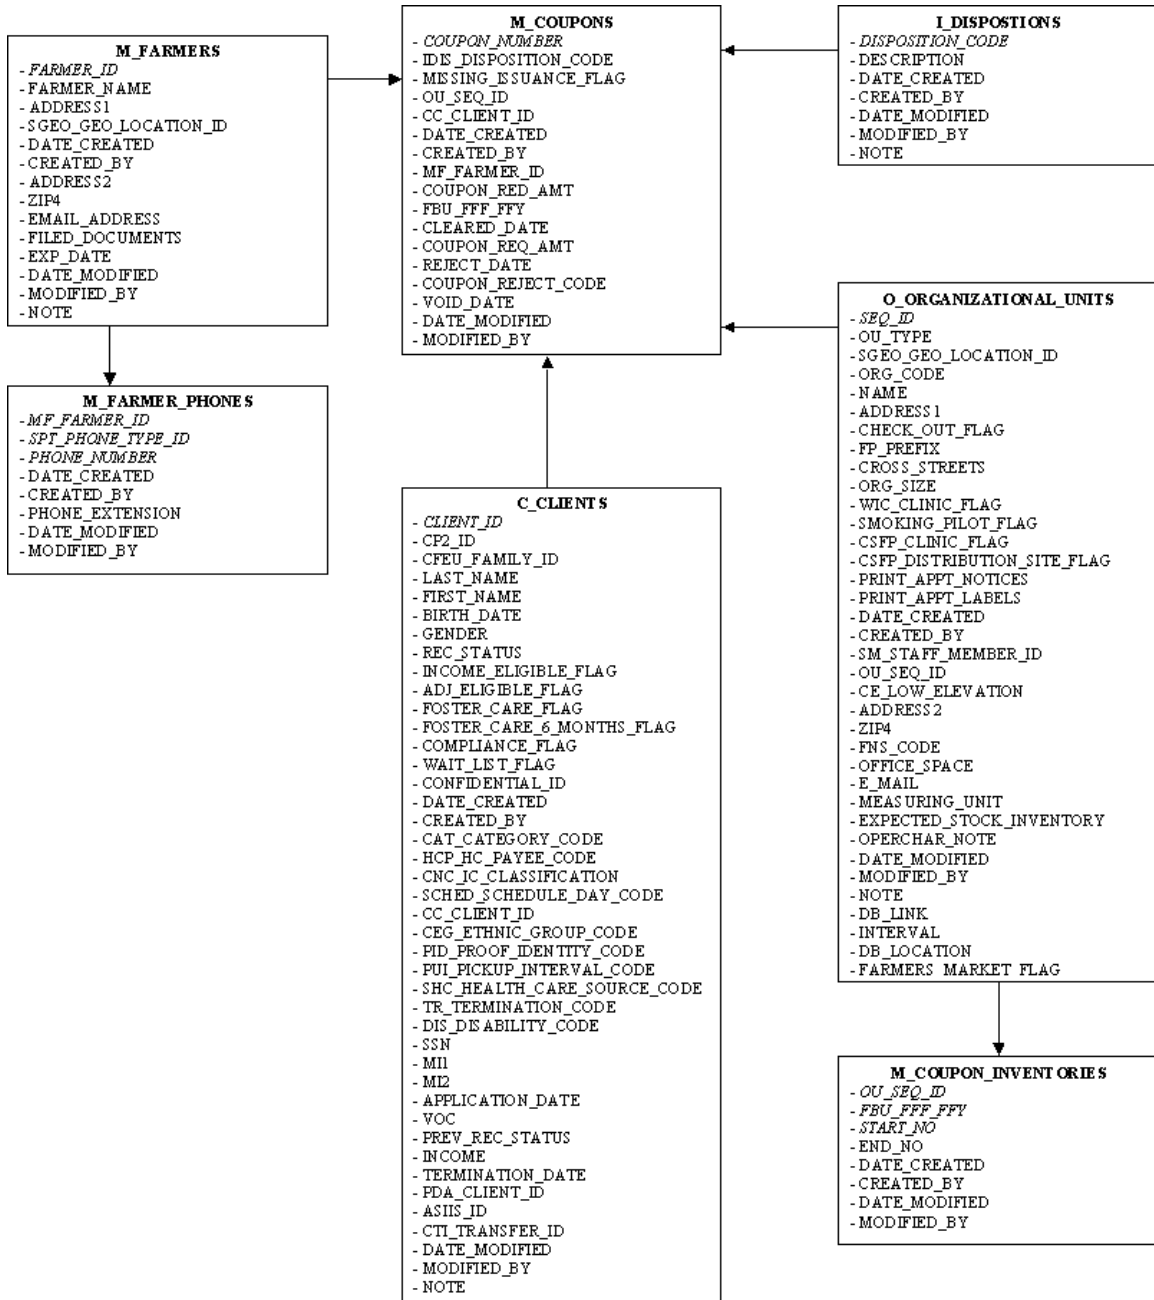 M_FARMERS
- FARMER_ID
- FARMER_NAME
- ADDRESS1
- SGEO_GEO_LOCATION_ID
- DATE_CREATED
- CREATED_BY
- ADDRESS2
- ZIP4
- EMAIL_ADDRESS
- FILED_DOCUMENTS
- EXP_DATE
- DATE_MODIFIED
- MODIFIED_BY
- NOTE
M_FARMER_PHONES
- MF_FARMER_ID
- SPT_PHONE_TYPE_ID
- PHONE_NUMBER
- DATE_CREATED
- CREATED_BY
- PHONE_EXTENSION
- DATE_MODIFIED
- MODIFIED_BY
M_COUPONS
- COUPON_NUMBER
- IDIS_DISPOSITION_CODE
- MISSING_ISSUANCE_FLAG
- OU_SEQ_ID
- CC_CLIENT_ID
- DATE_CREATED
- CREATED_BY
- MF_FARMER_ID
- COUPON_RED_AMT
- FBU_FFF_FFY
- CLEARED_DATE
- COUPON_REQ_AMT
- REJECT_DATE
- COUPON_REJECT_CODE
- VOID_DATE
- DATE_MODIFIED
- MODIFIED_BY
C_CLIENTS
- CLIENT_ID
- CP2_ID
- CFEU_FAMILY_ID
- LAST_NAME
- FIRST_NAME
- BIRTH_DATE
- GENDER
- REC_STATUS
- INCOME_ELIGIBLE_FLAG
- ADJ_ELIGIBLE_FLAG
- FOSTER_CARE_FLAG
- FOSTER_CARE_6_MONTHS_FLAG
- COMPLIANCE_FLAG
- WAIT_LIST_FLAG
- CONFIDENTIAL_ID
- DATE_CREATED
- CREATED_BY
- CAT_CATEGORY_CODE
- HCP_HC_PAYEE_CODE
- CNC_IC_CLASSIFICATION
- SCHED_SCHEDULE_DAY_CODE
- CC_CLIENT_ID
- CEG_ETHNIC_GROUP_CODE
- PID_PROOF_IDENTITY_CODE
- PUI_PICKUP_INTERVAL_CODE
- SHC_HEALTH_CARE_SOURCE_CODE
- TR_TERMINATION_CODE
- DIS_DISABILITY_CODE
- SSN
- MI1
- MI2
- APPLICATION_DATE
- VOC
- PREV_REC_STATUS
- INCOME
- TERMINATION_DATE
- PDA_CLIENT_ID
- ASIIS_ID
- CTI_TRANSFER_ID
- DATE_MODIFIED
- MODIFIED_BY
- NOTE
I_DISPOSTIONS
- DISPOSITION_CODE
- DESCRIPTION
- DATE_CREATED
- CREATED_BY
- DATE_MODIFIED
- MODIFIED_BY
- NOTE
O_ORGANIZATIONAL_UNITS
- SEQ_ID
- OU_TYPE
- SGEO_GEO_LOCATION_ID
- ORG_CODE
- NAME
- ADDRESS1
- CHECK_OUT_FLAG
- FP_PREFIX
- CROSS_STREETS
- ORG_SIZE
- WIC_CLINIC_FLAG
- SMOKING_PILOT_FLAG
- CSFP_CLINIC_FLAG
- CSFP_DISTRIBUTION_SITE_FLAG
- PRINT_APPT_NOTICES
- PRINT_APPT_LABELS
- DATE_CREATED
- CREATED_BY
- SM_STAFF_MEMBER_ID
- OU_SEQ_ID
- CE_LOW_ELEVATION
- ADDRESS2
- ZIP4
- FNS_CODE
- OFFICE_SPACE
- E_MAIL
- MEASURING_UNIT
- EXPECTED_STOCK_INVENTORY
- OPERCHAR_NOTE
- DATE_MODIFIED
- MODIFIED_BY
- NOTE
- DB_LINK
- INTERVAL
- DB_LOCATION
- FARMERS_MARKET_FLAG
M_COUPON_INVENTORIES
- OU_SEQ_ID
- FBU_FFF_FFY
- START_NO
- END_NO
- DATE_CREATED
- CREATED_BY
- DATE_MODIFIED
- MODIFIED_BY